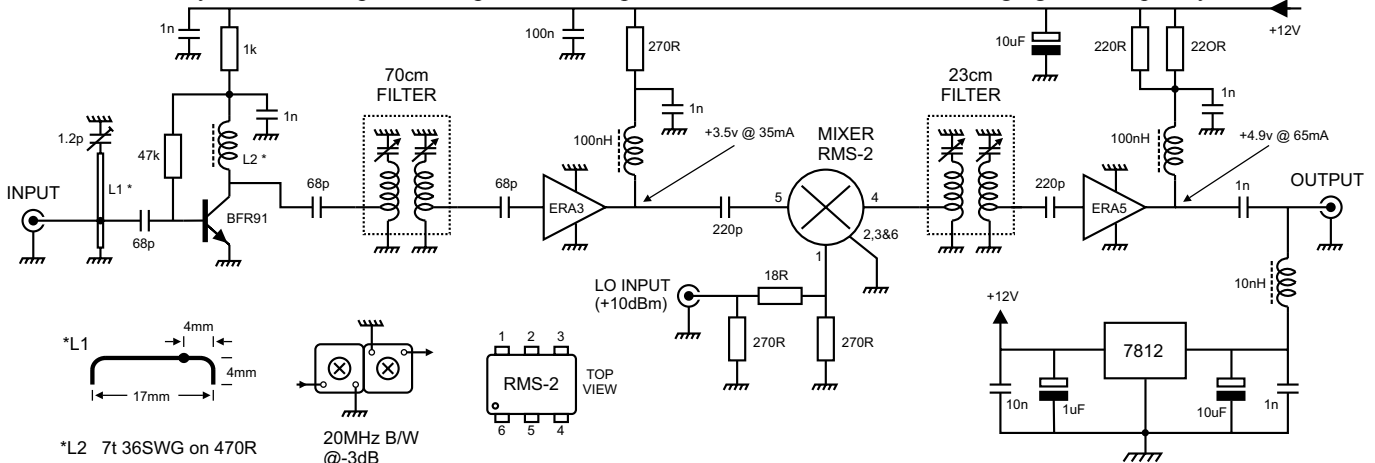 +12V
1n
1k
100n
270R
10uF
220R
22OR
70cm
FILTER
23cm
FILTER
1n
1n
1n
1.2p
47k
L2 *
100nH
+3.5v @ 35mA
MIXER
RMS-2
100nH
+4.9v @ 65mA
INPUT
L1 *
BFR91
68p
68p
68p
ERA3
220p
5
4
1
2,3&6
220p
ERA5
1n
OUTPUT
LO INPUT
(+10dBm)
18R
270R
270R
10nH
+12V
7812
10n
1uF
10uF
1n
*L1
4mm
4mm
17mm
*L2 7t 36SWG on 470R
20MHz B/W
@-3dB
1 2 3
RMS-2
TOP
VIEW
6 5 4